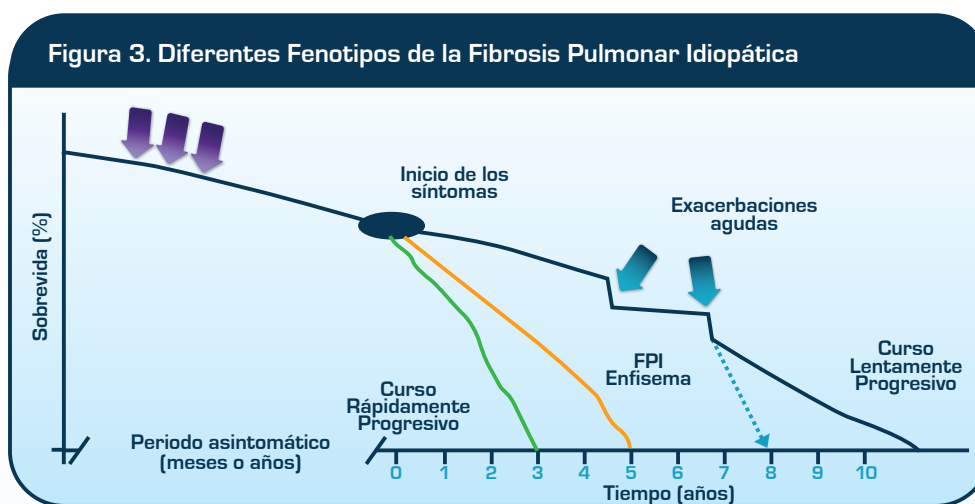 Figura 3. Diferentes Fenotipos de la Fibrosis Pulmonar Idiopática
Sobrevida (%)
Inicio de los
síntomas
Exacerbaciones
agudas
FPI
Enfisema
Curso
Lentamente
Progresivo
Curso
Rápidamente
Progresivo
Periodo asintomático
(meses o años)
0 1 2 3 4 5 6 7 8 9 10
Tiempo (años)